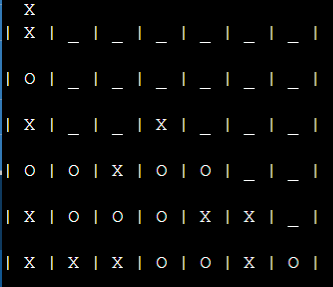 X
| X | _ | _ | _ | _ | _ | _ |
| O | _ | _ | _ | _ | _ | _ |
| X | _ | _ | X | _ | _ | _ |
| O | O | X | O | O | _ | _ |
| X | O | O | O | X | X | _ |
| X | X | X | O | O | X | O |